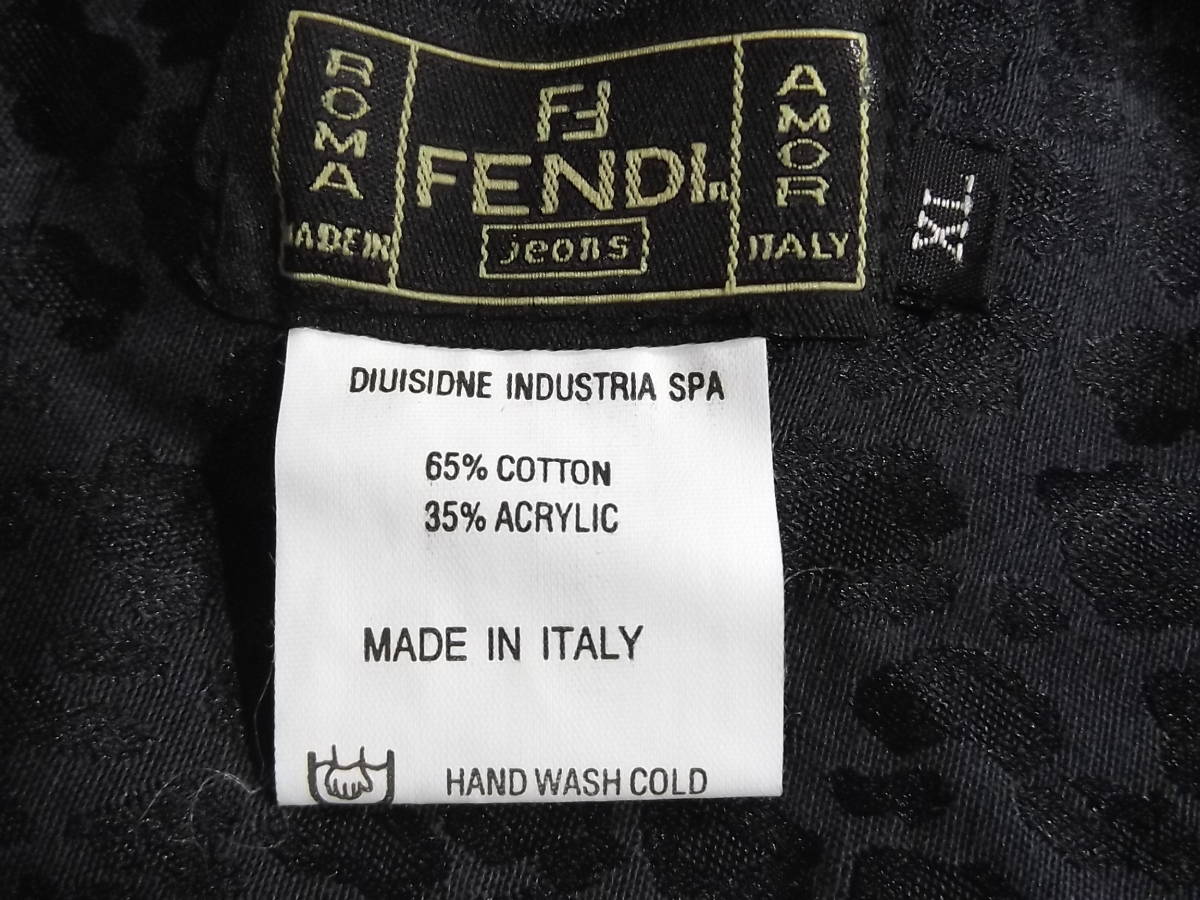 ROMA
MADE IN
FF
FENDI
jeans
AMOR
ITALY
XL
DIUISIDNE INDUSTRIA SPA
65% COTTON
35% ACRYLIC
MADE IN ITALY
HAND WASH COLD